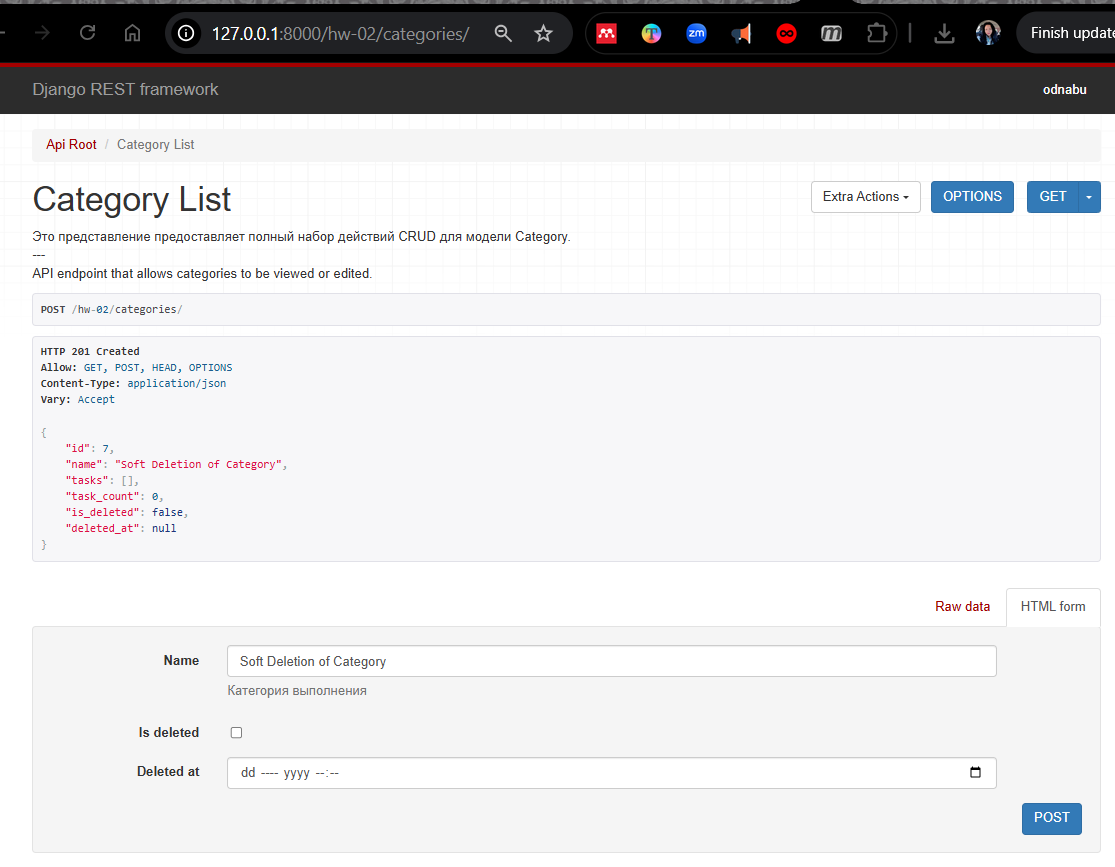 127.0.0.1:8000/hw-02/categories/
zm
Finish update
Django REST framework
odnabu
Api Root / Category List
Category List
Extra Actions
OPTIONS
GET
Это представление предоставляет полный набор действий CRUD для модели Category.
---
API endpoint that allows categories to be viewed or edited.
POST /hw-02/categories/
HTTP 201 Created
Allow: GET, POST, HEAD, OPTIONS
Content-Type: application/json
Vary: Accept
{
    "id": 7,
    "name": "Soft Deletion of Category",
    "tasks": [],
    "task_count": 0,
    "is_deleted": false,
    "deleted_at": null
}
Raw data
HTML form
Name
Soft Deletion of Category
Категория выполнения
Is deleted
Deleted at
dd ---- yyyy --:--
POST